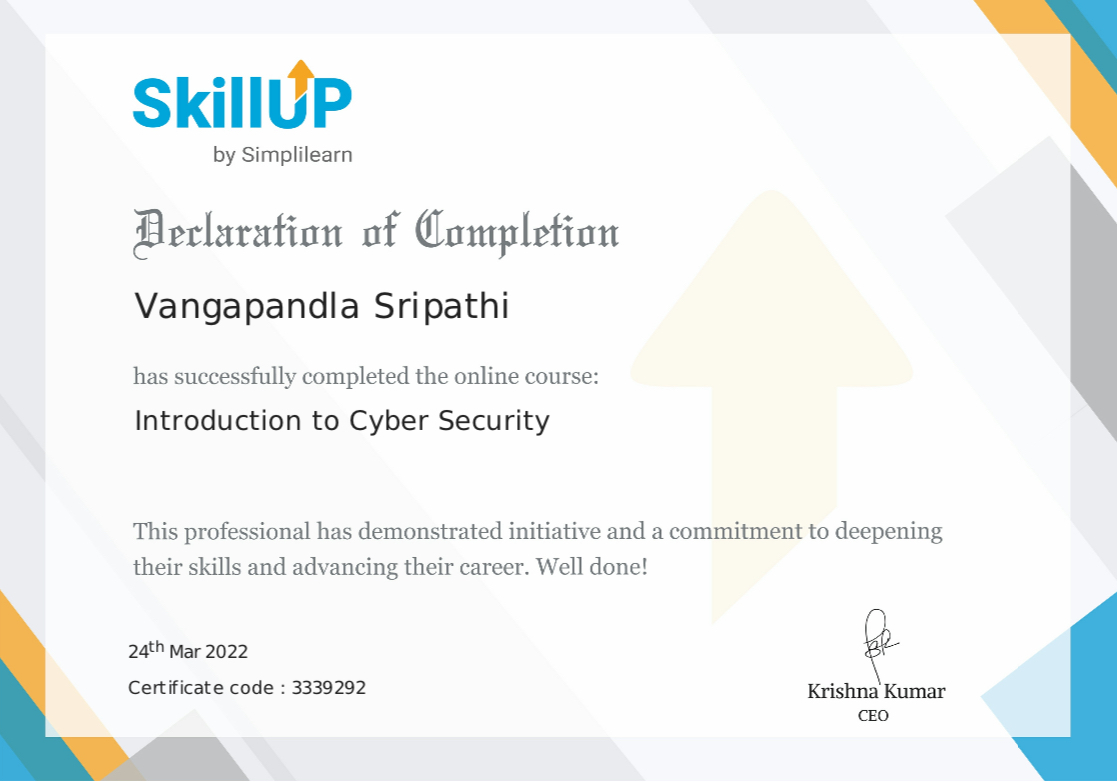 SkillUP
by Simplilearn
Declaration of Completion
Vangapandla Sripathi
has successfully completed the online course:
Introduction to Cyber Security
This professional has demonstrated initiative and a commitment to deepening
their skills and advancing their career. Well done!
24th Mar 2022
Certificate code : 3339292
Krishna Kumar
CEO